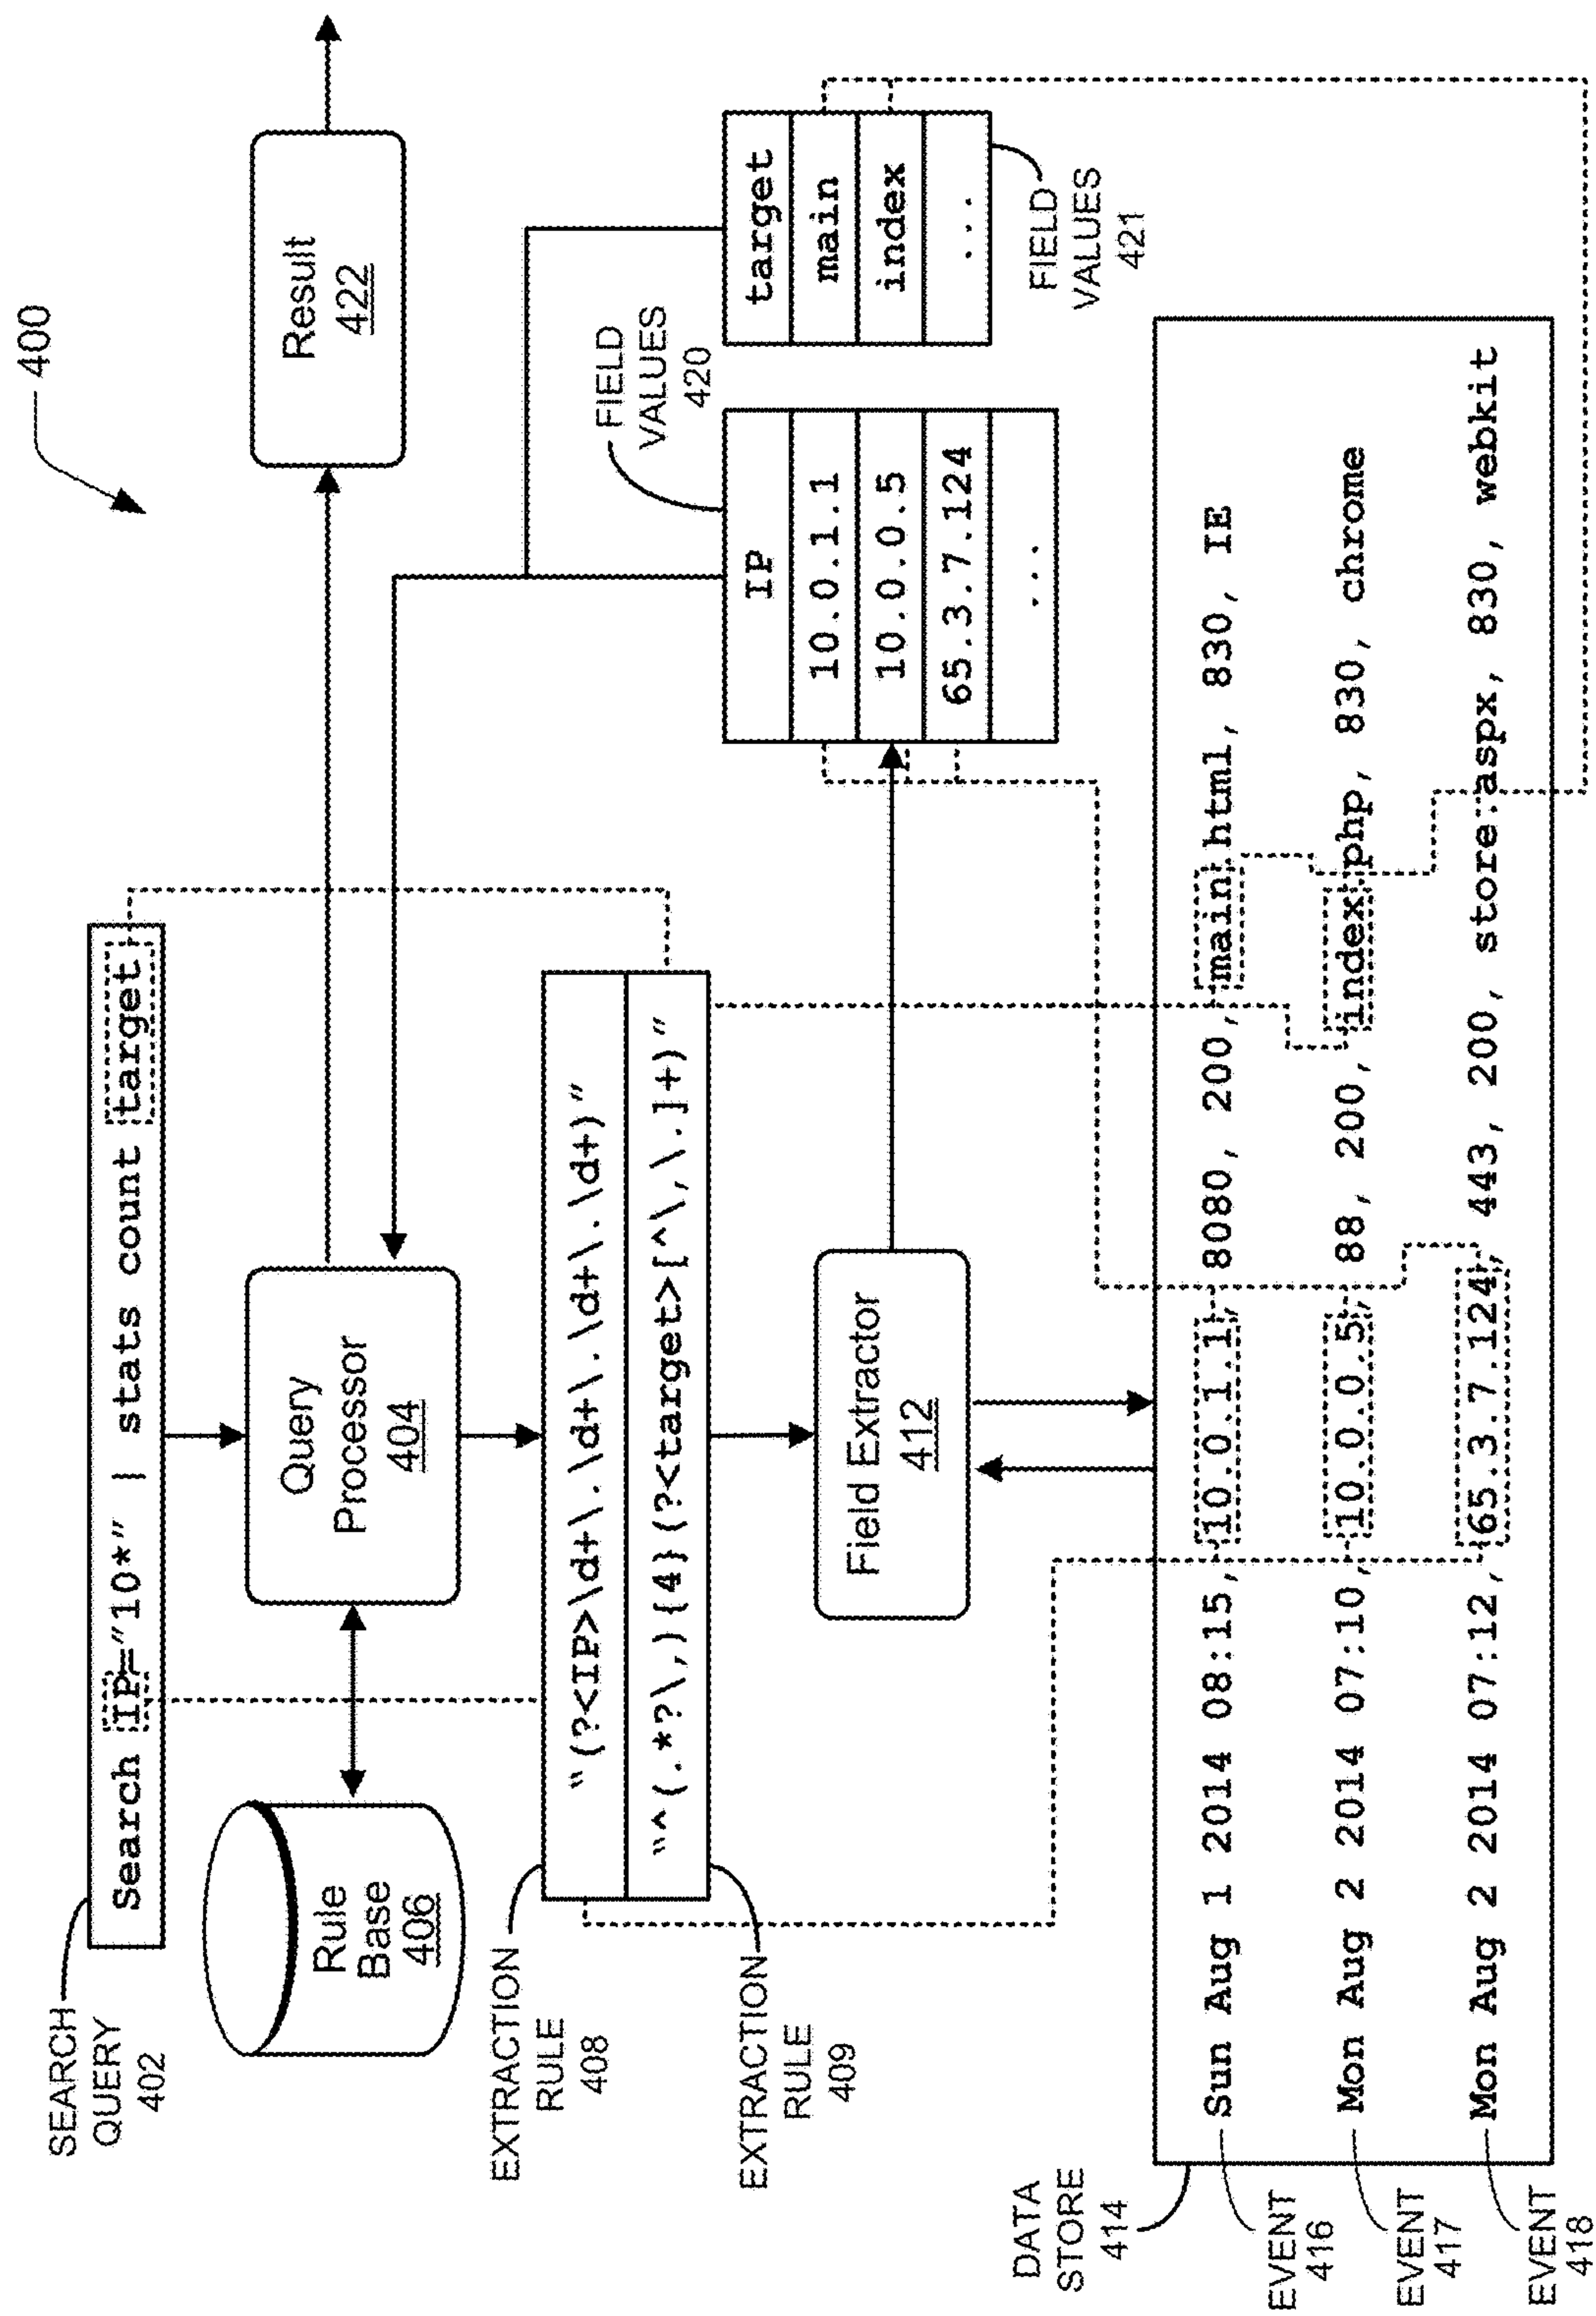 400
SEARCH
QUERY
402
Search IP="10*" | stats count target
Rule
Base
406
Query
Processor
404
Result
422
EXTRACTION
RULE
408
"(?<IP>\d+\.\d+\.\d+\.\d+)"
"^(.*?\,){4}(?<target>[^\,\.]+)"
EXTRACTION
RULE
409
FIELD
VALUES
420
Field Extractor
412
IP
10.0.1.1
10.0.0.5
65.3.7.124
...
target
main
index
...
FIELD
VALUES
421
DATA
STORE
414
Sun Aug 1 2014 08:15, 10.0.1.1, 8080, 200, main.html, 830, IE
EVENT
416
Mon Aug 2 2014 07:10, 10.0.0.5, 88, 200, index.php, 830, chrome
EVENT
417
Mon Aug 2 2014 07:12, 65.3.7.124, 443, 200, store.aspx, 830, webkit
EVENT
418